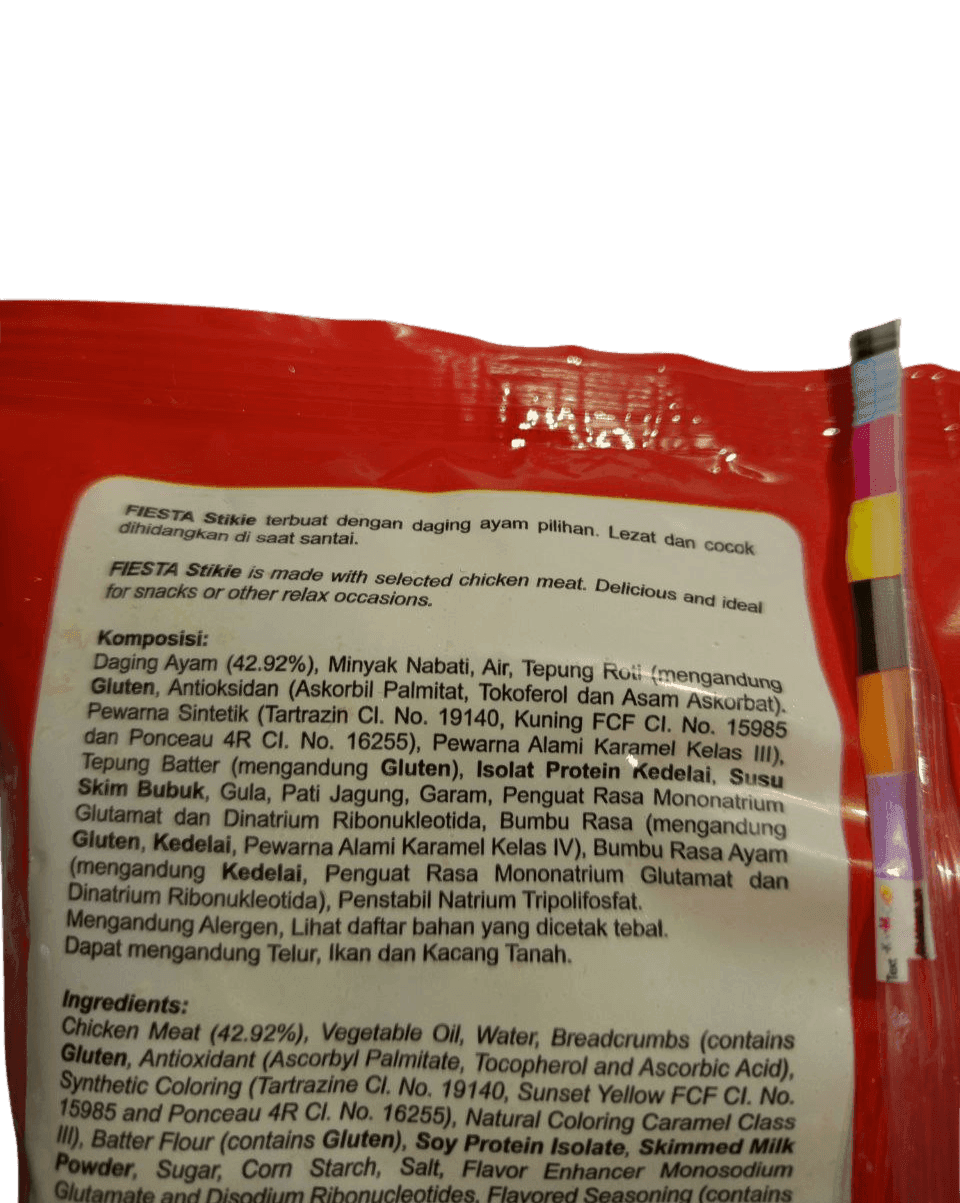 FIESTA Stikie terbuat dengan daging ayam pilihan. Lezat dan cocok
dihidangkan di saat santai.
FIESTA Stikie is made with selected chicken meat. Delicious and ideal
for snacks or other relax occasions.
Komposisi:
Daging Ayam (42.92%), Minyak Nabati, Air, Tepung Roti (mengandung
Gluten, Antioksidan (Askorbil Palmitat, Tokoferol dan Asam Askorbat).
Pewarna Sintetik (Tartrazin CI. No. 19140, Kuning FCF CI. No. 15985
dan Ponceau 4R CI. No. 16255), Pewarna Alami Karamel Kelas III),
Tepung Batter (mengandung Gluten), Isolat Protein Kedelai, Susu
Skim Bubuk, Gula, Pati Jagung, Garam, Penguat Rasa Mononatrium
Glutamat dan Dinatrium Ribonukleotida, Bumbu Rasa (mengandung
Gluten, Kedelai, Pewarna Alami Karamel Kelas IV), Bumbu Rasa Ayam
(mengandung Kedelai, Penguat Rasa Mononatrium Glutamat dan
Dinatrium Ribonukleotida), Penstabil Natrium Tripolifosfat.
Mengandung Alergen, Lihat daftar bahan yang dicetak tebal.
Dapat mengandung Telur, Ikan dan Kacang Tanah.
Ingredients:
Chicken Meat (42.92%), Vegetable Oil, Water, Breadcrumbs (contains
Gluten, Antioxidant (Ascorbyl Palmitate, Tocopherol and Ascorbic Acid),
Synthetic Coloring (Tartrazine CI. No. 19140, Sunset Yellow FCF CI. No.
15985 and Ponceau 4R CI. No. 16255), Natural Coloring Caramel Class
III), Batter Flour (contains Gluten), Soy Protein Isolate, Skimmed Milk
Powder, Sugar, Corn Starch, Salt, Flavor Enhancer Monosodium
Glutamate and Disodium Ribonucleotides, Flavored Seasoning (contains
Text